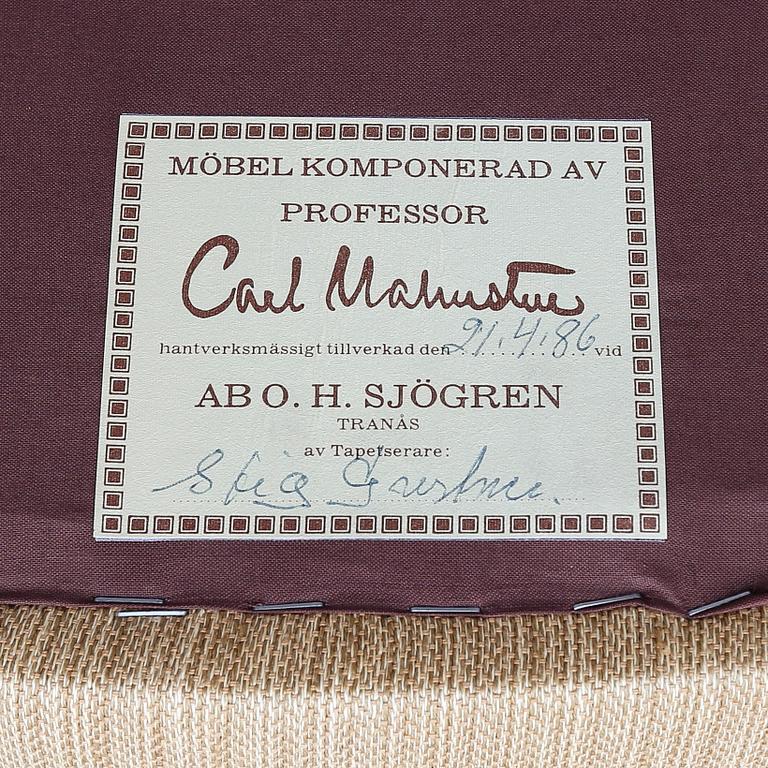 MÖBEL KOMPONERAD AV
PROFESSOR
Carl Malmsten
hantverksmässigt tillverkad den 21.4.86 vid
AB O. H. SJÖGREN
TRANÅS
av Tapetserare:
Stig